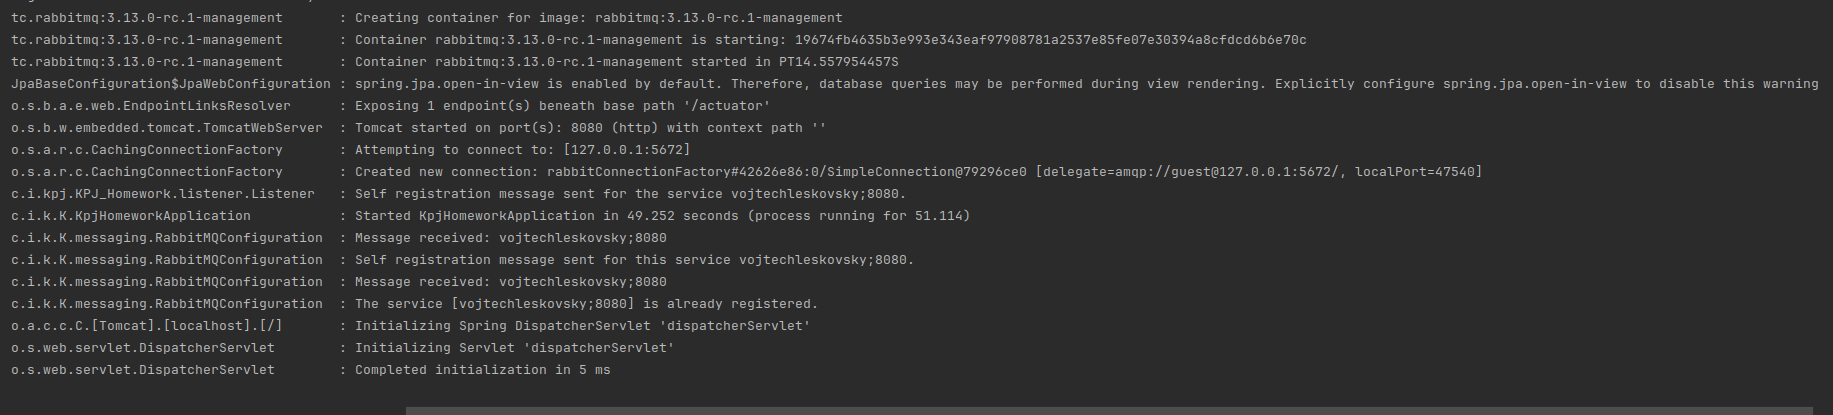 tc.rabbitmq:3.13.0-rc.1-management : Creating container for image: rabbitmq:3.13.0-rc.1-management
tc.rabbitmq:3.13.0-rc.1-management : Container rabbitmq:3.13.0-rc.1-management is starting: 19674fb4635b3e993e343eaf97908781a2537e85fe07e30394a8cfdcd6b6e70c
tc.rabbitmq:3.13.0-rc.1-management : Container rabbitmq:3.13.0-rc.1-management started in PT14.557954457S
JpaBaseConfiguration$JpaWebConfiguration : spring.jpa.open-in-view is enabled by default. Therefore, database queries may be performed during view rendering. Explicitly configure spring.jpa.open-in-view to disable this warning
o.s.b.a.e.web.EndpointLinksResolver : Exposing 1 endpoint(s) beneath base path '/actuator'
o.s.b.w.embedded.tomcat.TomcatWebServer : Tomcat started on port(s): 8080 (http) with context path ''
o.s.a.r.c.CachingConnectionFactory : Attempting to connect to: [127.0.0.1:5672]
o.s.a.r.c.CachingConnectionFactory : Created new connection: rabbitConnectionFactory#42626e86:0/SimpleConnection@79296ce0 [delegate=amqp://guest@127.0.0.1:5672/, localPort=47540]
c.i.kpj.KPJ_Homework.listener.Listener : Self registration message sent for the service vojtechleskovsky;8080.
c.i.k.K.KpjHomeworkApplication : Started KpjHomeworkApplication in 49.252 seconds (process running for 51.114)
c.i.k.K.messaging.RabbitMQConfiguration : Message received: vojtechleskovsky;8080
c.i.k.K.messaging.RabbitMQConfiguration : Self registration message sent for this service vojtechleskovsky;8080.
c.i.k.K.messaging.RabbitMQConfiguration : Message received: vojtechleskovsky;8080
c.i.k.K.messaging.RabbitMQConfiguration : The service [vojtechleskovsky;8080] is already registered.
o.a.c.c.C.[Tomcat].[localhost].[/] : Initializing Spring DispatcherServlet 'dispatcherServlet'
o.s.web.servlet.DispatcherServlet : Initializing Servlet 'dispatcherServlet'
o.s.web.servlet.DispatcherServlet : Completed initialization in 5 ms